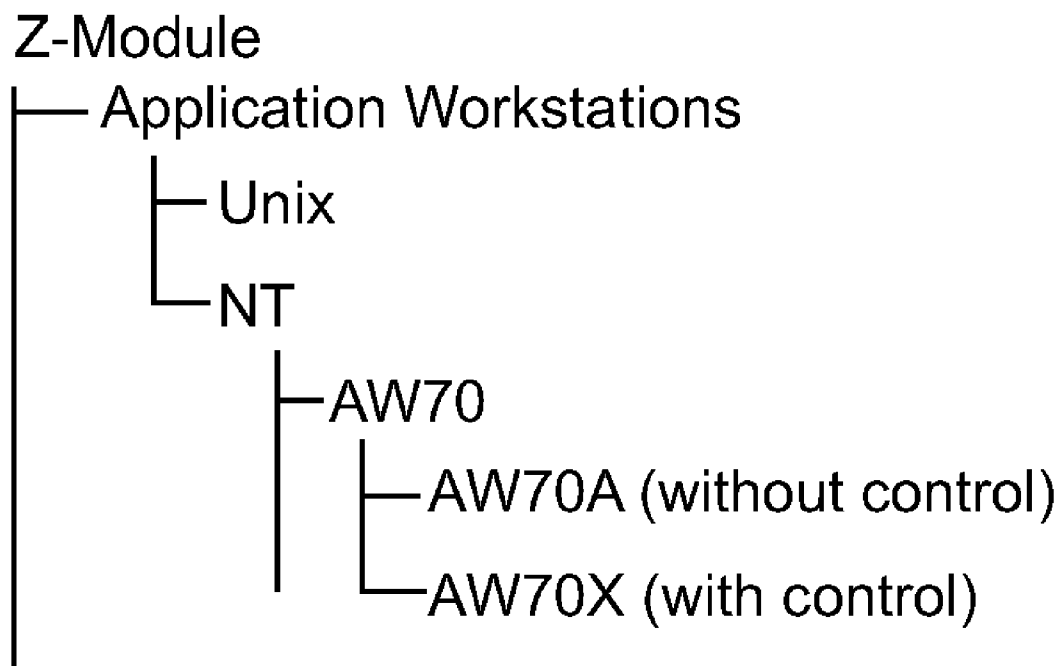 Z-Module
Application Workstations
Unix
NT
AW70
AW70A (without control)
AW70X (with control)